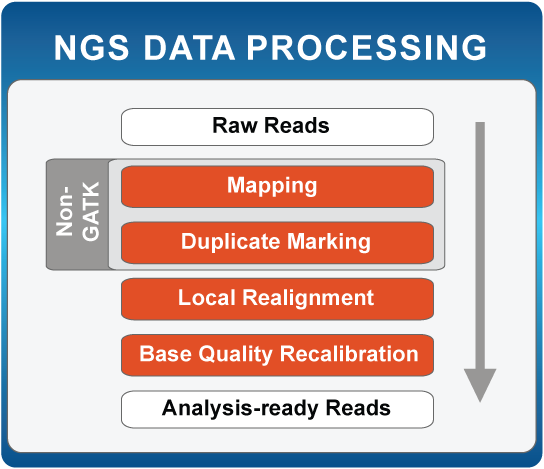 NGS DATA PROCESSING
Raw Reads
Non-
GATK
Mapping
Duplicate Marking
Local Realignment
Base Quality Recalibration
Analysis-ready Reads